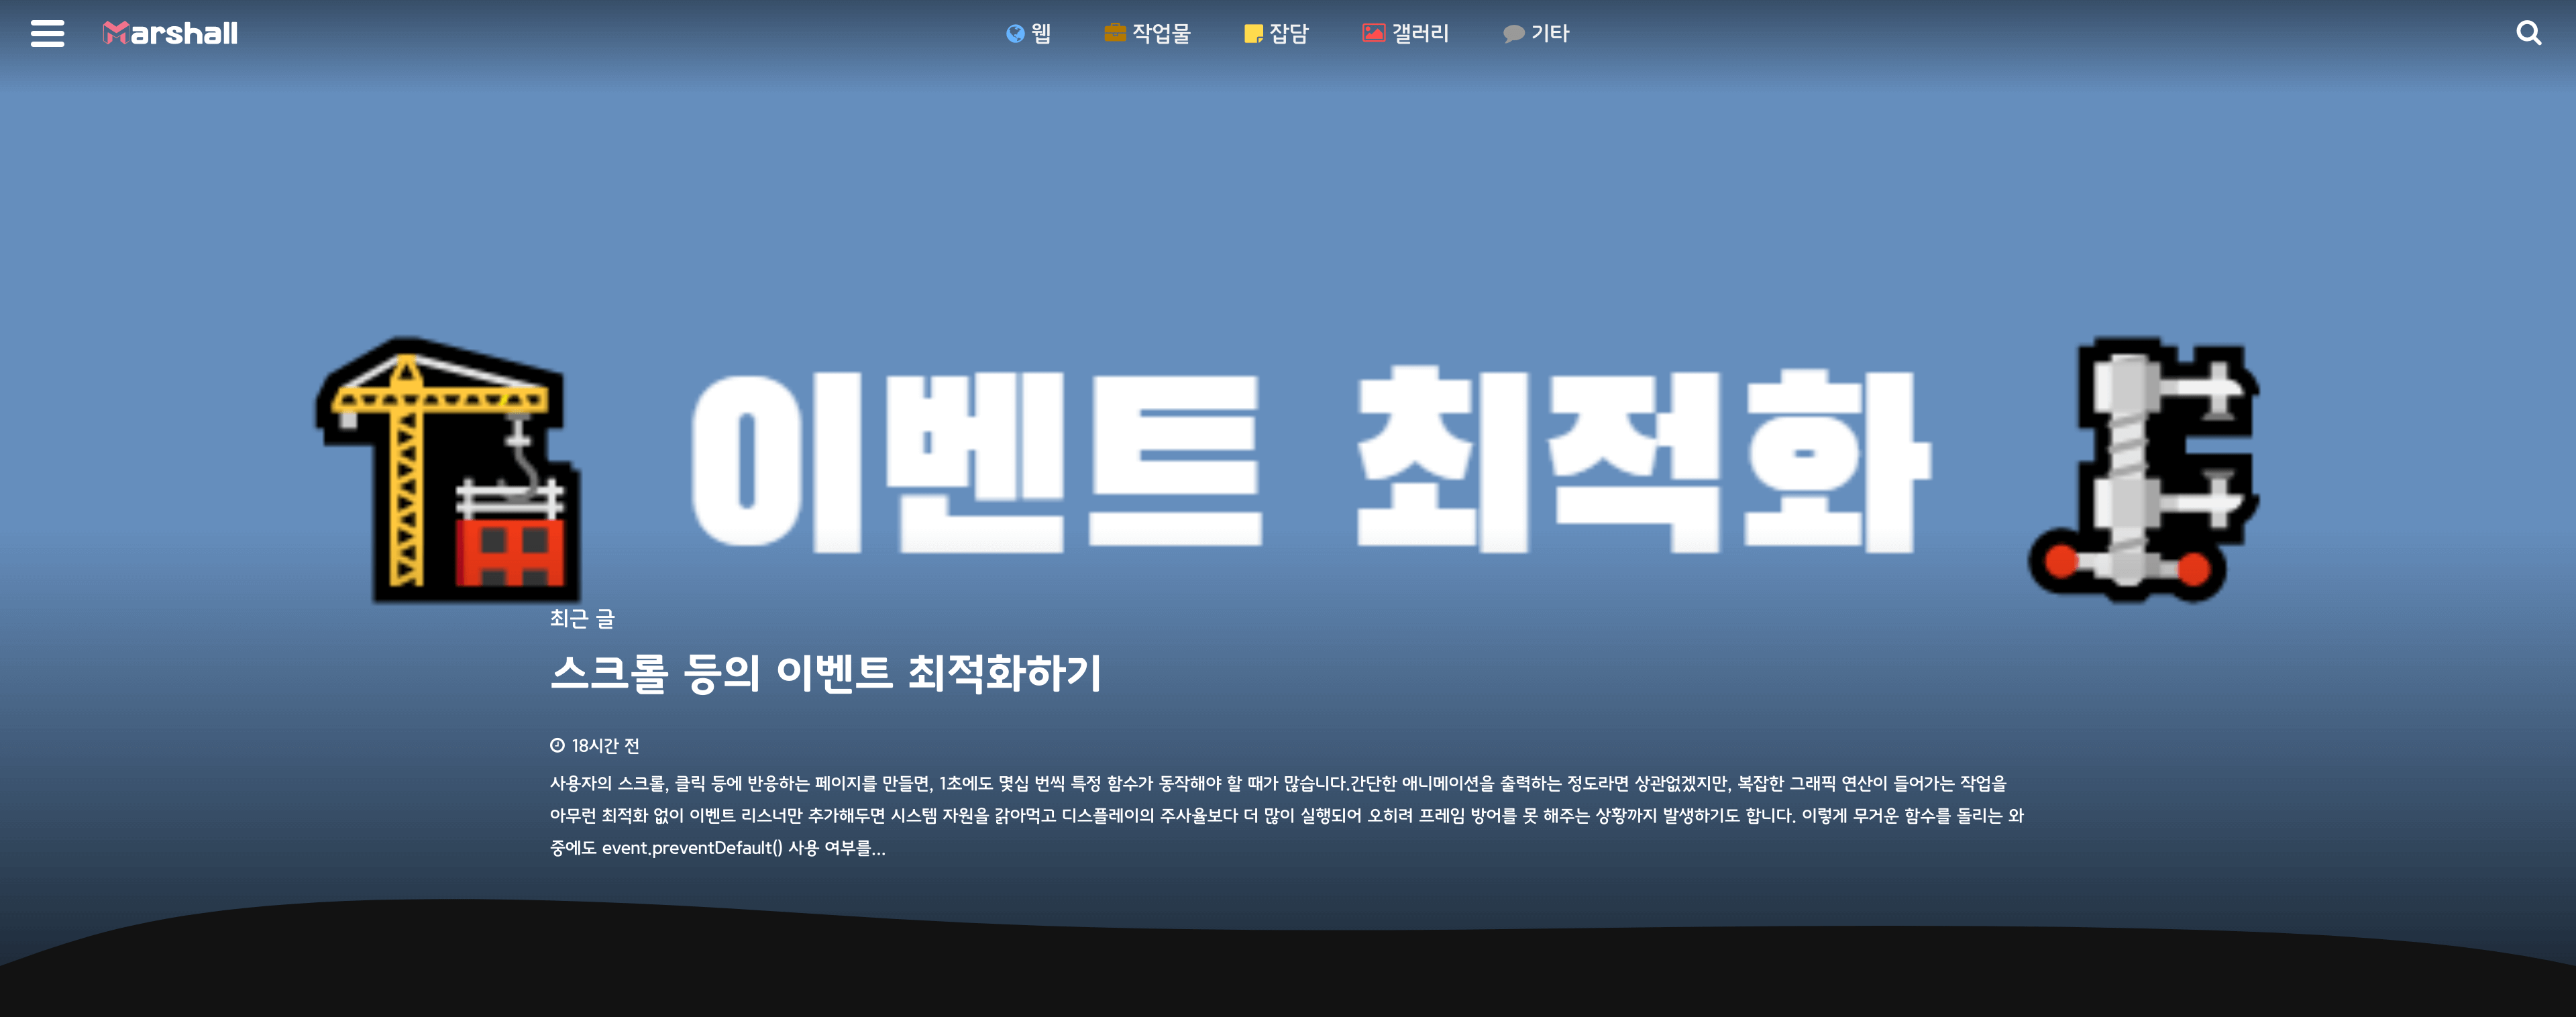 Marshall
웹 작업물 잡담 갤러리 기타
이벤트 최적화
최근 글
스크롤 등의 이벤트 최적화하기
18시간 전
사용자의 스크롤, 클릭 등에 반응하는 페이지를 만들면, 1초에도 몇십 번씩 특정 함수가 동작해야 할 때가 많습니다.간단한 애니메이션을 출력하는 정도라면 상관없겠지만, 복잡한 그래픽 연산이 들어가는 작업을
아무런 최적화 없이 이벤트 리스너만 추가해두면 시스템 자원을 갉아먹고 디스플레이의 주사율보다 더 많이 실행되어 오히려 프레임 방어를 못 해주는 상황까지 발생하기도 합니다. 이렇게 무거운 함수를 돌리는 와
중에도 event.preventDefault() 사용 여부를...